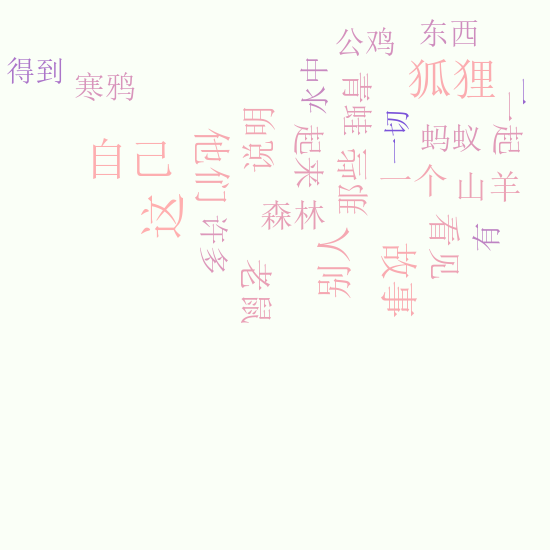 公鸡
东西
得到
寒鸦
水中
青蛙
狐狸
一
一切
一起
说明
起来
蚂蚁
自己
他们
那些
一个
山羊
这
许多
森林
别人
看见
有
故事
老鼠